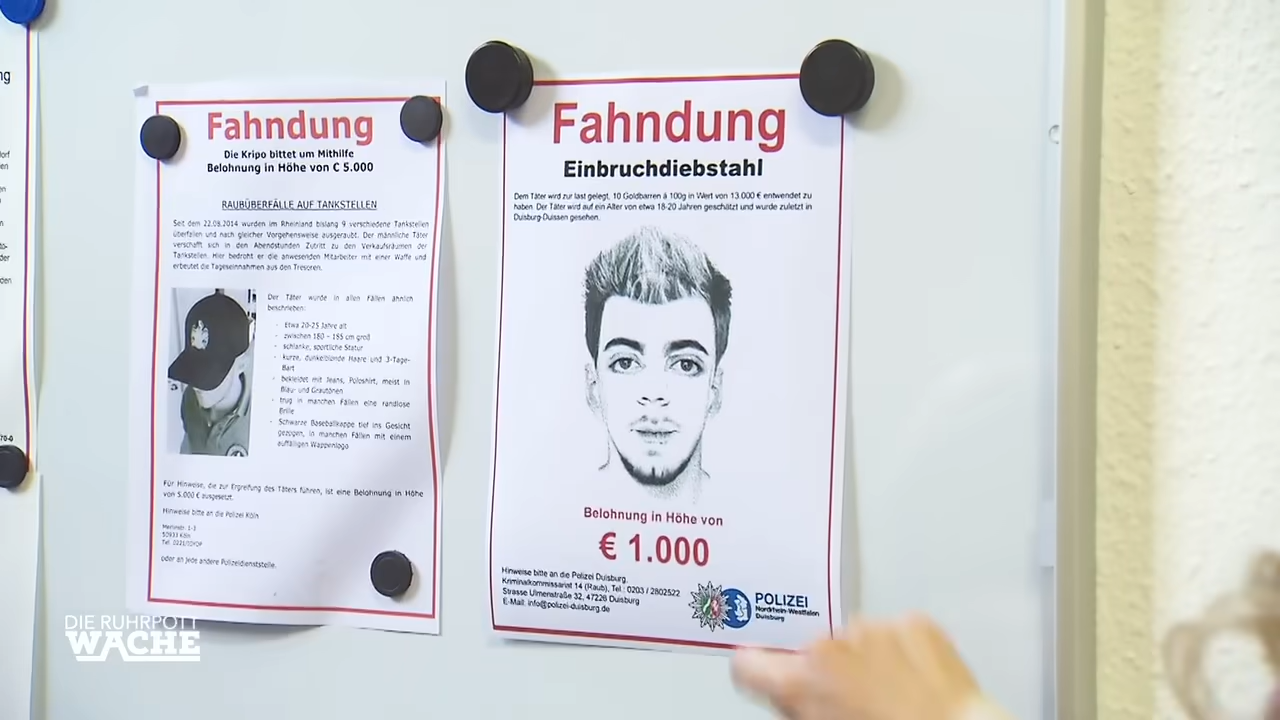 Fahndung
Die Kripo bittet um Mithilfe
Belohnung in Höhe von € 5.000
RAUBÜBERFÄLLE AUF TANKSTELLEN
Seit dem 22.08.2014 wurden im Rheinland bislang 9 verschiedene Tankstellen
überfallen und nach gleicher Vorgehensweise ausgeraubt. Der männliche Täter
verschafft sich in den Abendstunden Zutritt zu den Verkaufsräumen der
Tankstellen. Hier bedroht er die anwesenden Mitarbeiter mit einer Waffe und
erbeutet die Tageseinnahmen aus den Tresoren.
Der Täter wurde in allen Fällen ähnlich
beschrieben:
- Etwa 20-25 Jahre alt
- zwischen 180 – 185 cm groß
- schlanke, sportliche Statur
- kurze, dunkelblonde Haare und 3-Tage-
Bart
- bekleidet mit Jeans, Poloshirt, meist in
Blau- und Grautönen
- trug in manchen Fällen eine randlose
Brille
- Schwarze Baseballkappe tief ins Gesicht
gezogen, in manchen Fällen mit einem
auffälligen Wappenlogo
Für Hinweise, die zur Ergreifung des Täters führen, ist eine Belohnung in Höhe
von 5.000 € ausgesetzt.
Hinweise bitte an die Polizei Köln
50933 Köln
oder an jede andere Polizeidienststelle.
Fahndung
Einbruchdiebstahl
Dem Täter wird zur last gelegt, 10 Goldbarren á 100g in Wert von 13.000 € entwendet zu
haben. Der Täter wird auf ein Alter von etwa 18-20 Jahren geschätzt und wurde zuletzt in
Duisburg-Duissen gesehen.
Belohnung in Höhe von
€ 1.000
Hinweise bitte an die Polizei Duisburg.
Kriminalkommissariat 14 (Raub), Tel.: 0203 / 2802522
Strasse Ulmenstraße 32, 47226 Duisburg
E-Mail: info@polizei-duisburg.de
POLIZEI
Nordrhein-Westfalen
Duisburg
DIE RUHRPOTT
WACHE